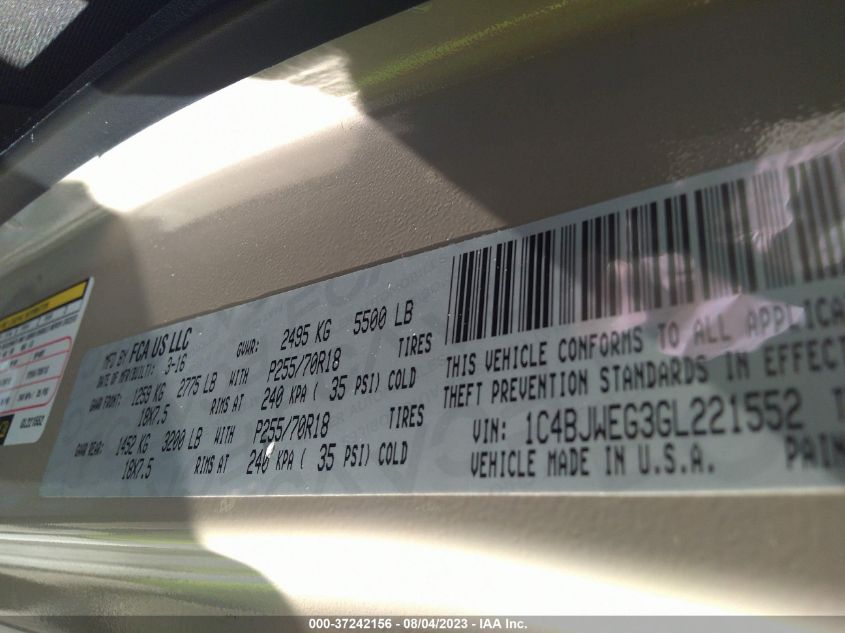 MFD BY FCA US LLC
DATE OF MFR(BUILT): 3-16 GVWR: 2495 KG 5500 LB
GAWR FRONT: 1259 KG 2775 LB WITH P255/70R18 TIRES
18X7.5 RIMS AT 240 KPA ( 35 PSI) COLD
GAWR REAR: 1452 KG 3200 LB WITH P255/70R18 TIRES
18X7.5 RIMS AT 240 KPA ( 35 PSI) COLD
THIS VEHICLE CONFORMS TO ALL
THEFT PREVENTION STANDARDS IN EFFECT
VIN: 1C4BJWEG3GL221552
VEHICLE MADE IN U.S.A.
GL221552
000-37242156 - 08/04/2023 - IAA Inc.